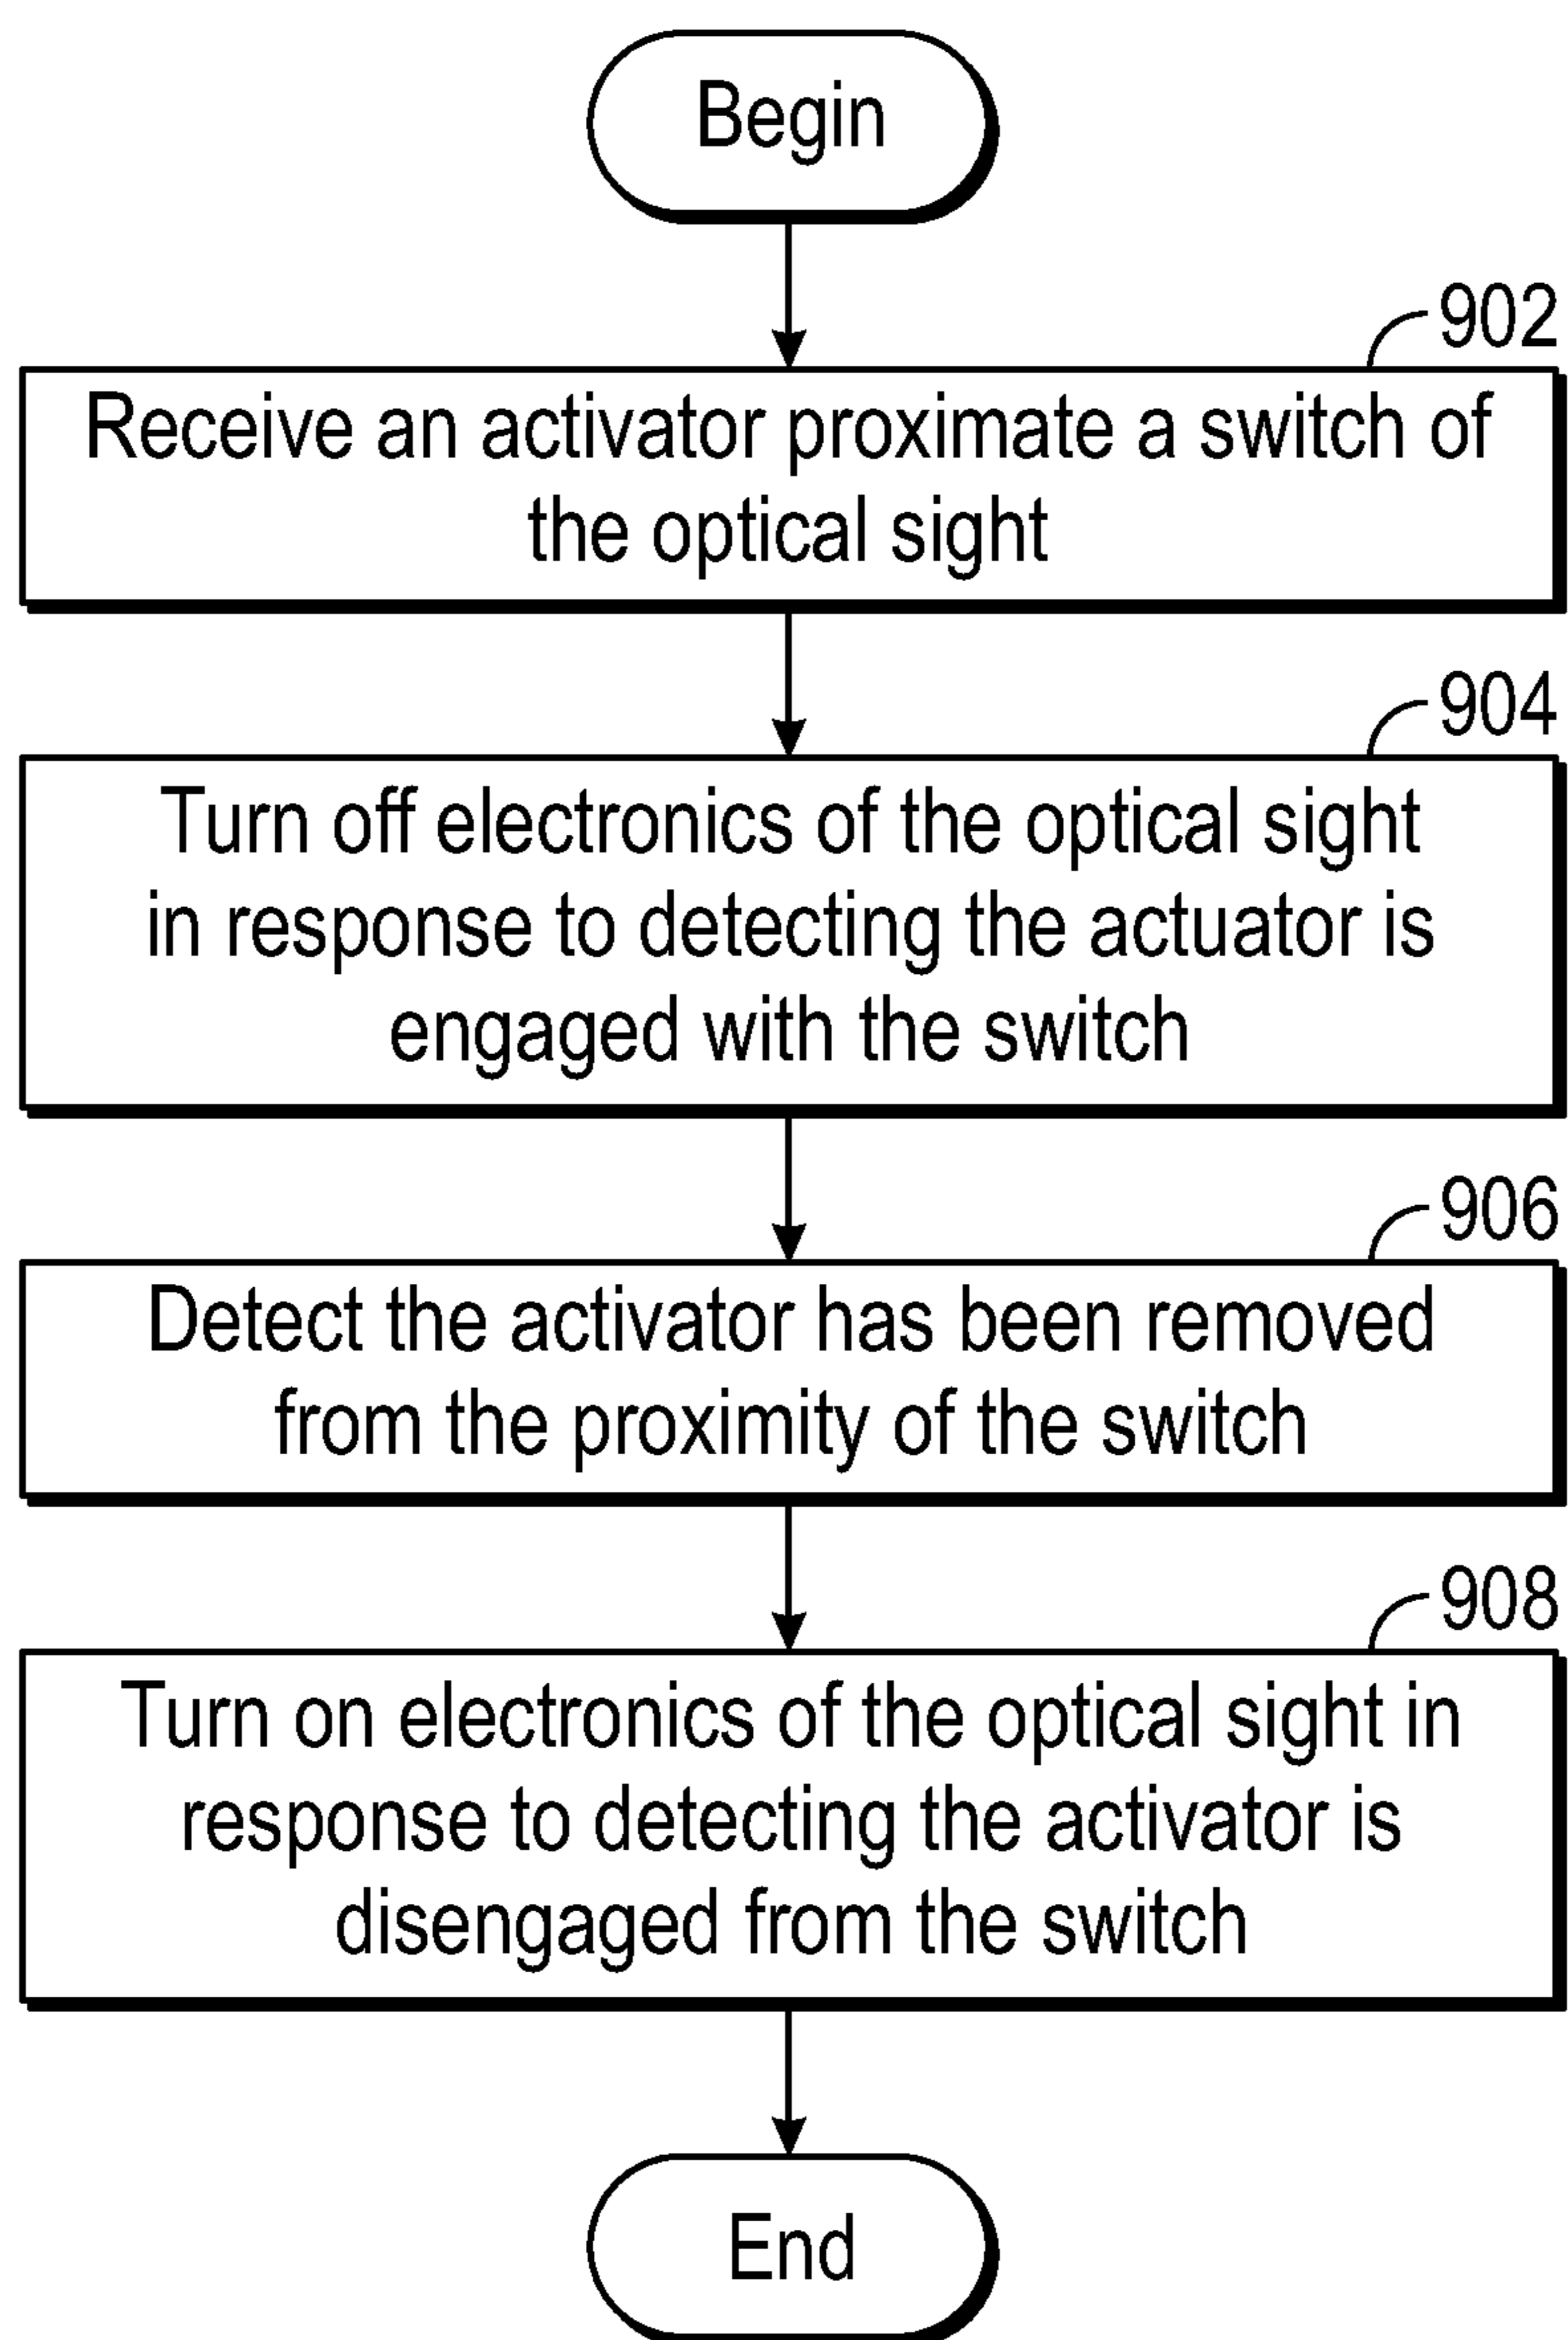 Begin
902
Receive an activator proximate a switch of
the optical sight
904
Turn off electronics of the optical sight
in response to detecting the actuator is
engaged with the switch
906
Detect the activator has been removed
from the proximity of the switch
908
Turn on electronics of the optical sight in
response to detecting the activator is
disengaged from the switch
End